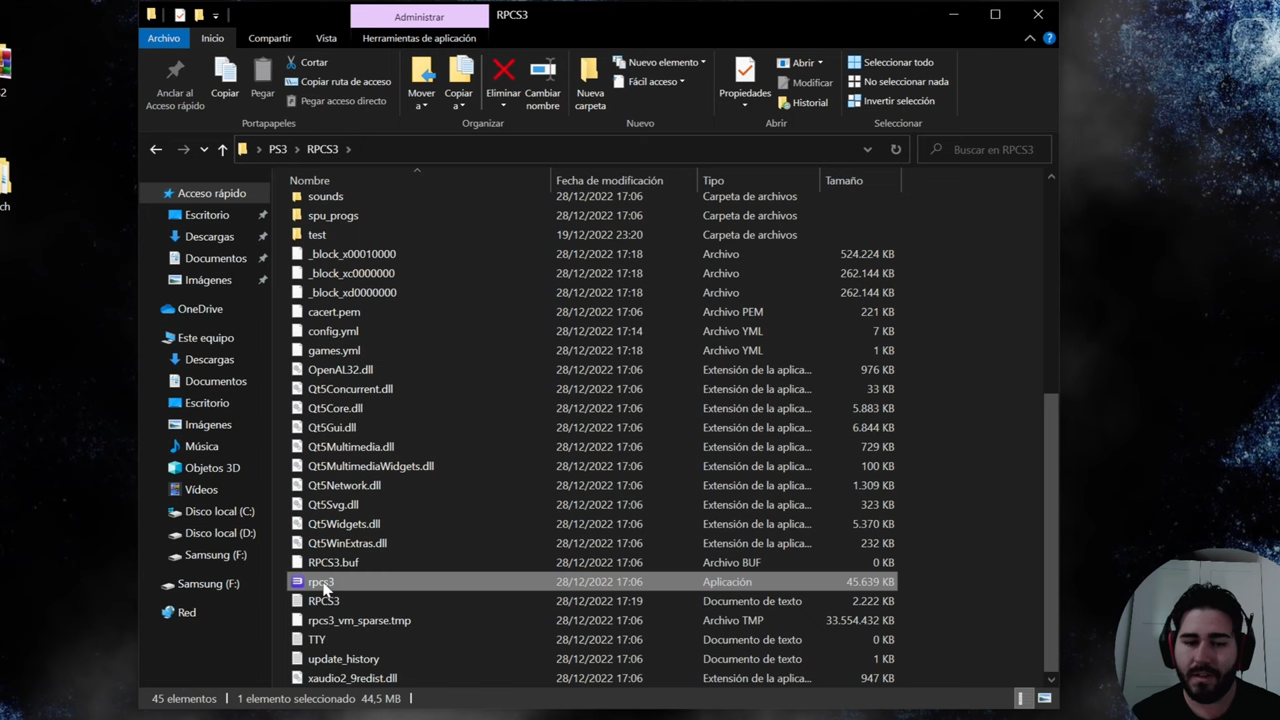 Administrar
RPCS3
Archivo
Inicio
Compartir
Vista
Herramientas de aplicación
Andar al
Acceso rápido
Copiar
Pegar
Cortar
Copiar ruta de acceso
Pegar acceso directo
Mover
a
Copiar
a
Eliminar
Cambiar
nombre
Nueva
carpeta
Nuevo elemento
Fácil acceso
Propiedades
Abrir
Modificar
Historial
Seleccionar todo
No seleccionar nada
Invertir selección
Portapapeles
Organizar
Nuevo
Abrir
Seleccionar
PS3 > RPCS3 >
Buscar en RPCS3
Acceso rápido
Escritorio
Descargas
Documentos
Imágenes
OneDrive
Este equipo
Descargas
Documentos
Escritorio
Imágenes
Música
Objetos 3D
Vídeos
Disco local (C:)
Disco local (D:)
Samsung (F:)
Samsung (F:)
Red
Nombre Fecha de modificación Tipo Tamaño
sounds 28/12/2022 17:06 Carpeta de archivos
spu_progs 28/12/2022 17:06 Carpeta de archivos
test 19/12/2022 23:20 Carpeta de archivos
_block_x00010000 28/12/2022 17:18 Archivo 524.224 KB
_block_xc0000000 28/12/2022 17:18 Archivo 262.144 KB
_block_xd0000000 28/12/2022 17:18 Archivo 262.144 KB
cacert.pem 28/12/2022 17:06 Archivo PEM 221 KB
config.yml 28/12/2022 17:14 Archivo YML 7 KB
games.yml 28/12/2022 17:18 Archivo YML 1 KB
OpenAL32.dll 28/12/2022 17:06 Extensión de la aplica... 976 KB
Qt5Concurrent.dll 28/12/2022 17:06 Extensión de la aplica... 33 KB
Qt5Core.dll 28/12/2022 17:06 Extensión de la aplica... 5.883 KB
Qt5Gui.dll 28/12/2022 17:06 Extensión de la aplica... 6.844 KB
Qt5Multimedia.dll 28/12/2022 17:06 Extensión de la aplica... 729 KB
Qt5MultimediaWidgets.dll 28/12/2022 17:06 Extensión de la aplica... 100 KB
Qt5Network.dll 28/12/2022 17:06 Extensión de la aplica... 1.309 KB
Qt5Svg.dll 28/12/2022 17:06 Extensión de la aplica... 323 KB
Qt5Widgets.dll 28/12/2022 17:06 Extensión de la aplica... 5.370 KB
Qt5WinExtras.dll 28/12/2022 17:06 Extensión de la aplica... 232 KB
RPCS3.buf 28/12/2022 17:06 Archivo BUF 0 KB
rpcs3 28/12/2022 17:06 Aplicación 45.639 KB
RPCS3 28/12/2022 17:19 Documento de texto 2.222 KB
rpcs3_vm_sparse.tmp 28/12/2022 17:06 Archivo TMP 33.554.432 KB
TTY 28/12/2022 17:06 Documento de texto 0 KB
update_history 28/12/2022 17:06 Documento de texto 1 KB
xaudio2_9redist.dll 28/12/2022 17:06 Extensión de la aplica... 947 KB
45 elementos 1 elemento seleccionado 44,5 MB